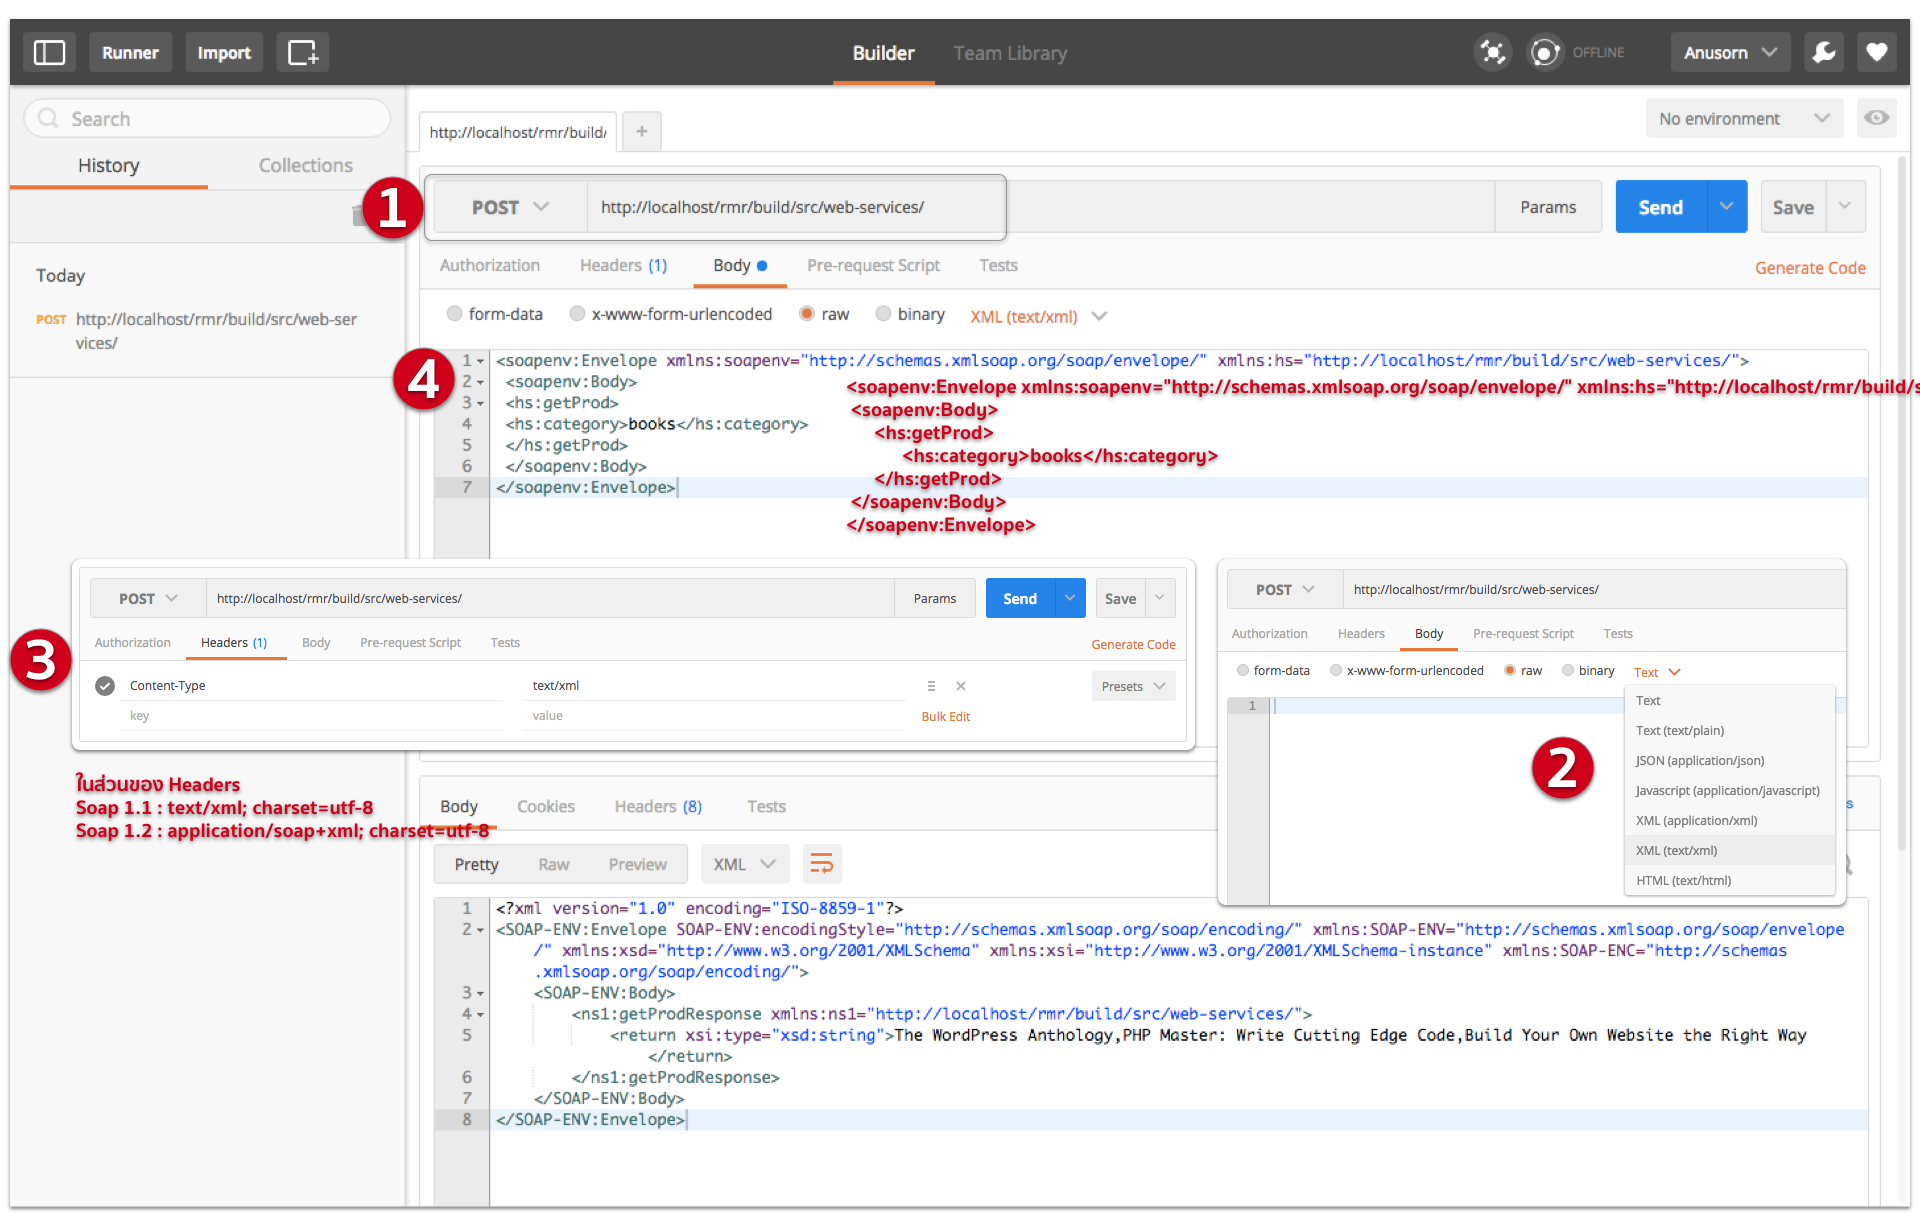 Runner
Import
Builder
Team Library
OFFLINE
Anusorn
Search
History
Collections
Today
POST http://localhost/rmr/build/src/web-ser
vices/
http://localhost/rmr/build/
+
No environment
1
POST
http://localhost/rmr/build/src/web-services/
Params
Send
Save
Authorization
Headers (1)
Body
Pre-request Script
Tests
Generate Code
form-data
x-www-form-urlencoded
raw
binary
XML (text/xml)
4
1 <soapenv:Envelope xmlns:soapenv="http://schemas.xmlsoap.org/soap/envelope/" xmlns:hs="http://localhost/rmr/build/src/web-services/">
2 <soapenv:Body>
3 <hs:getProd>
4 <hs:category>books</hs:category>
5 </hs:getProd>
6 </soapenv:Body>
7 </soapenv:Envelope>
<soapenv:Envelope xmlns:soapenv="http://schemas.xmlsoap.org/soap/envelope/" xmlns:hs="http://localhost/rmr/build/s
<soapenv:Body>
<hs:getProd>
<hs:category>books</hs:category>
</hs:getProd>
</soapenv:Body>
</soapenv:Envelope>
3
POST
http://localhost/rmr/build/src/web-services/
Params
Send
Save
Authorization
Headers (1)
Body
Pre-request Script
Tests
Generate Code
Content-Type
text/xml
Presets
key
value
Bulk Edit
ในส่วนของ Headers
Soap 1.1 : text/xml; charset=utf-8
Soap 1.2 : application/soap+xml; charset=utf-8
2
POST
http://localhost/rmr/build/src/web-services/
Authorization
Headers
Body
Pre-request Script
Tests
form-data
x-www-form-urlencoded
raw
binary
Text
1
Text
Text (text/plain)
JSON (application/json)
Javascript (application/javascript)
XML (application/xml)
XML (text/xml)
HTML (text/html)
Body
Cookies
Headers (8)
Tests
s
Pretty
Raw
Preview
XML
1 <?xml version="1.0" encoding="ISO-8859-1"?>
2 <SOAP-ENV:Envelope SOAP-ENV:encodingStyle="http://schemas.xmlsoap.org/soap/encoding/" xmlns:SOAP-ENV="http://schemas.xmlsoap.org/soap/envelope
/" xmlns:xsd="http://www.w3.org/2001/XMLSchema" xmlns:xsi="http://www.w3.org/2001/XMLSchema-instance" xmlns:SOAP-ENC="http://schemas
.xmlsoap.org/soap/encoding/">
3 <SOAP-ENV:Body>
4 <ns1:getProdResponse xmlns:ns1="http://localhost/rmr/build/src/web-services/">
5 <return xsi:type="xsd:string">The WordPress Anthology,PHP Master: Write Cutting Edge Code,Build Your Own Website the Right Way
</return>
6 </ns1:getProdResponse>
7 </SOAP-ENV:Body>
8 </SOAP-ENV:Envelope>